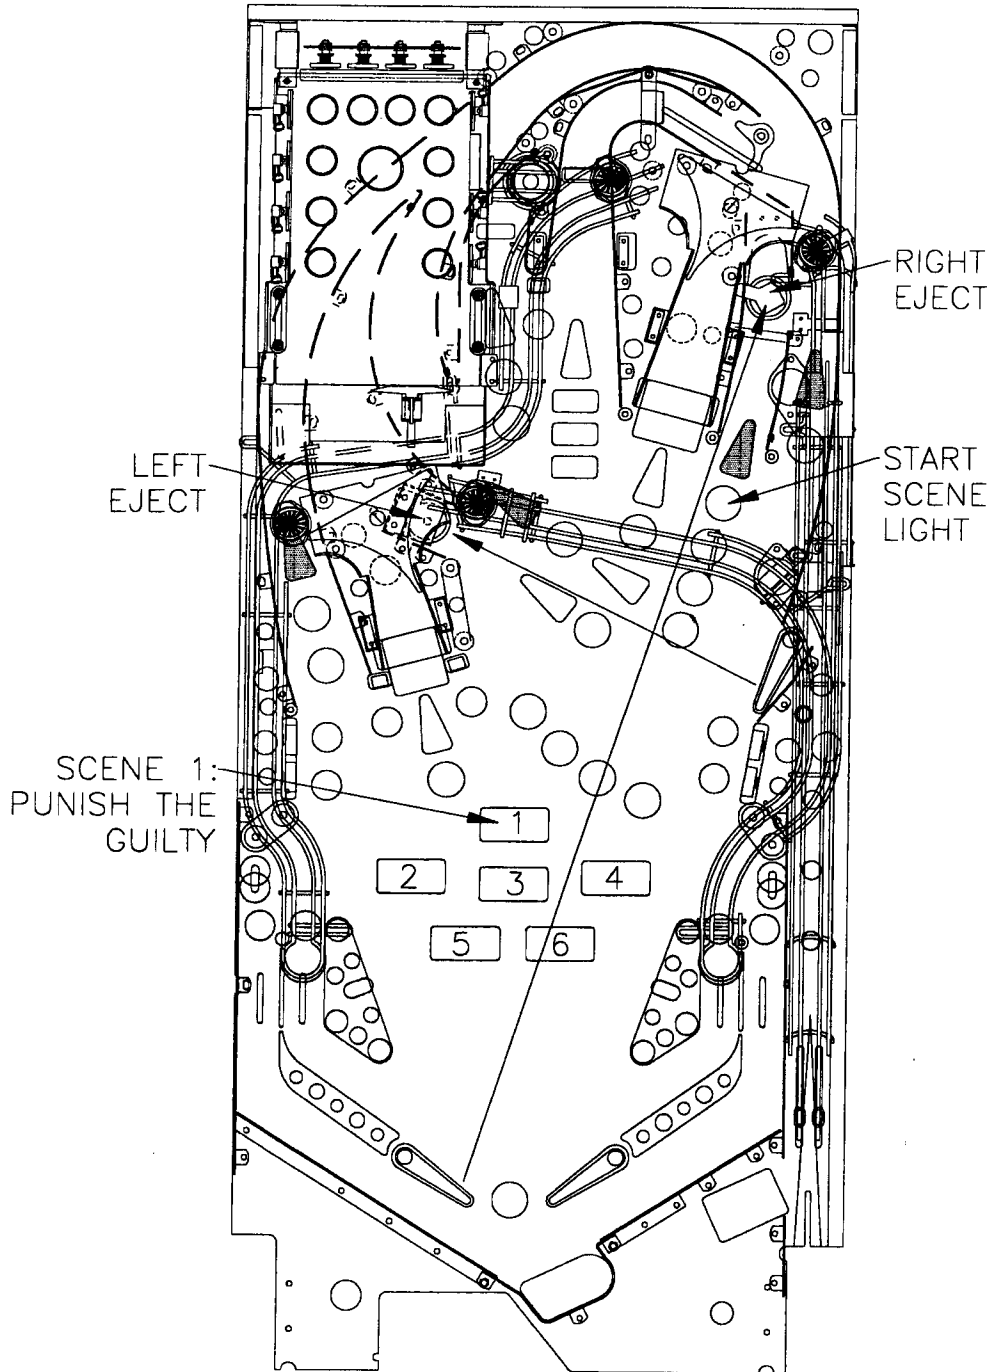 RIGHT
EJECT
LEFT
EJECT
START
SCENE
LIGHT
SCENE 1:
PUNISH THE
GUILTY
1
2
3
4
5
6